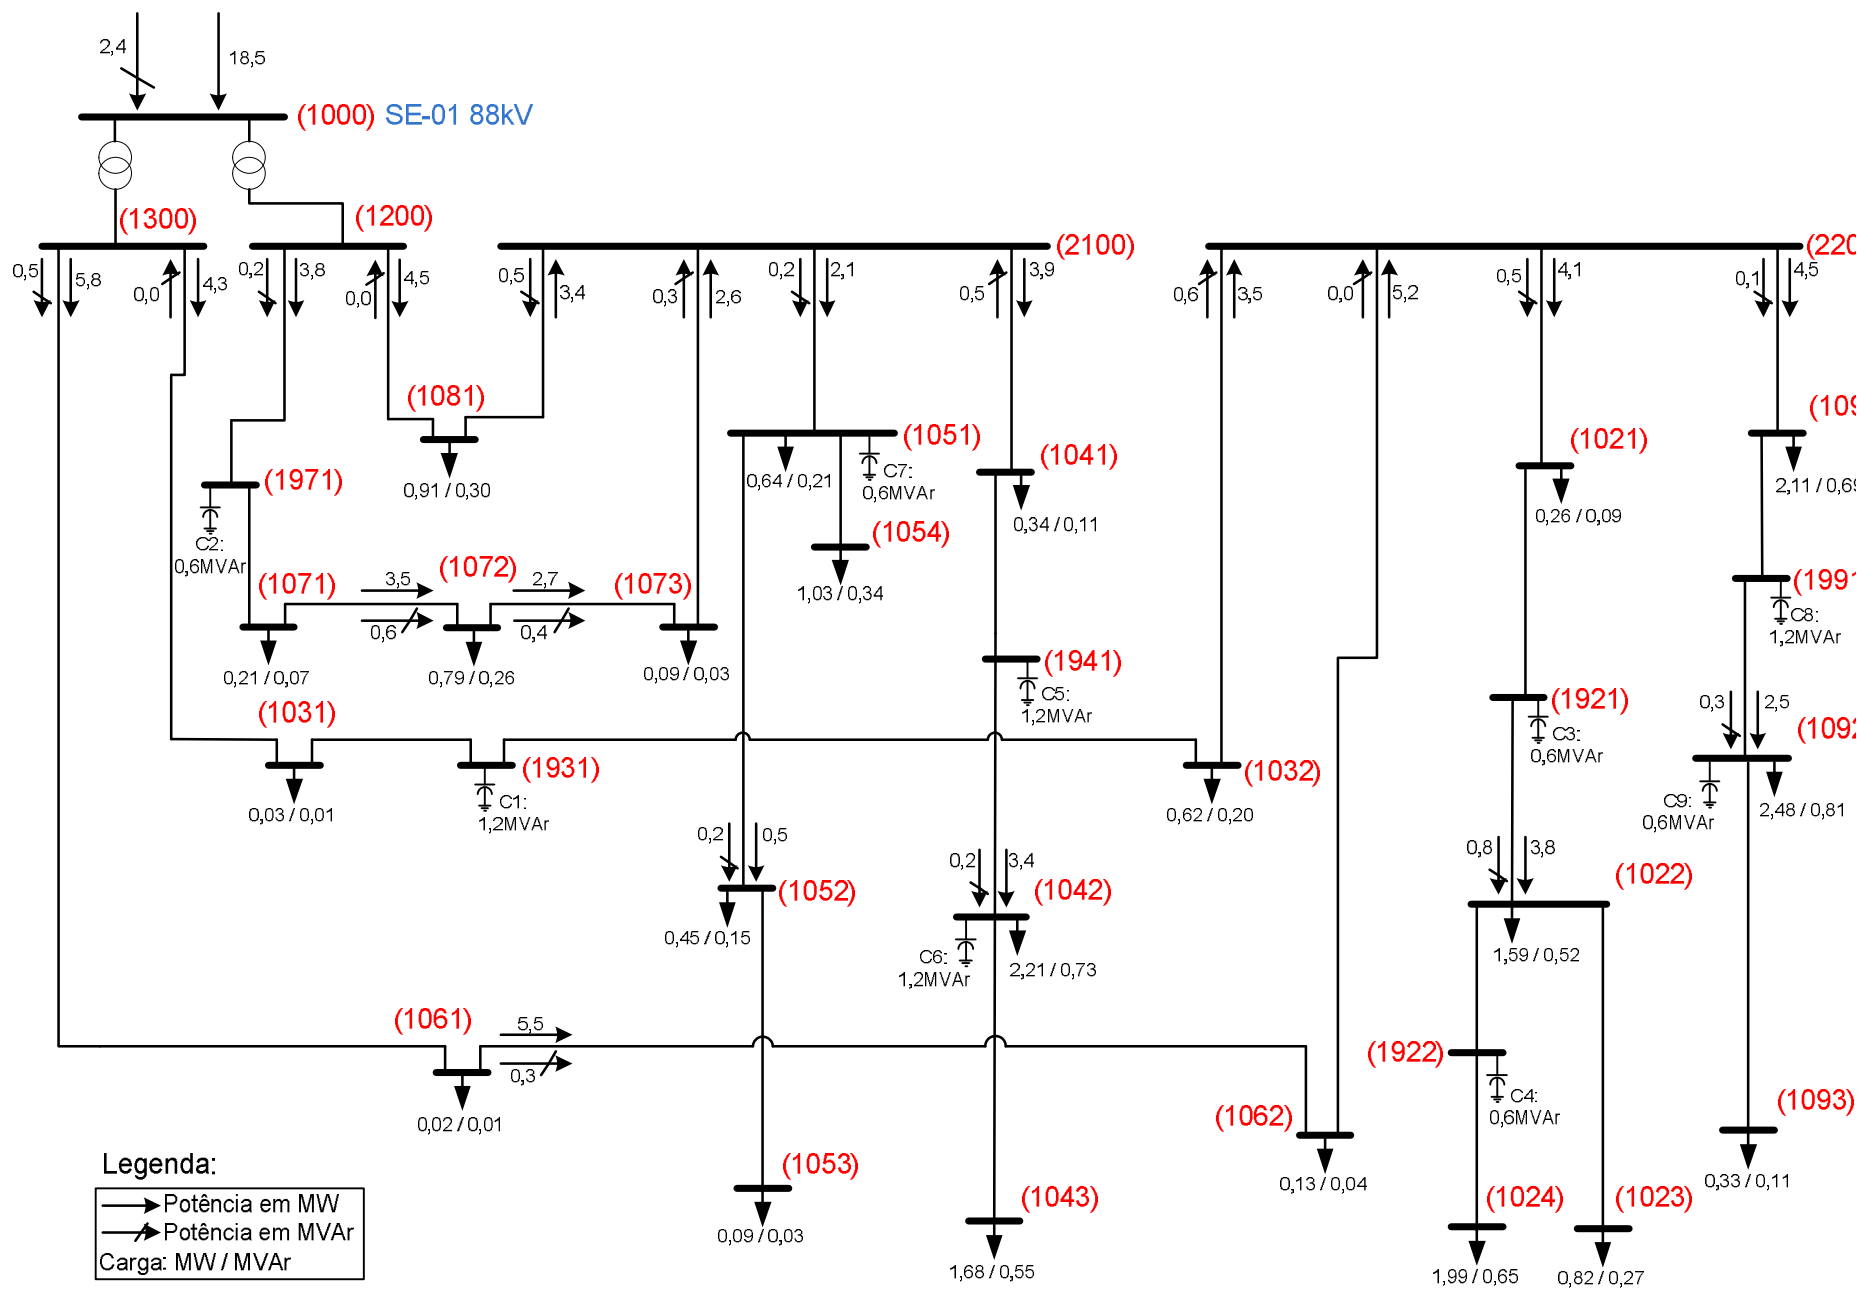 2,4
18,5
(1000) SE-01 88kV
(1300)
(1200)
(2100)
(220
0,5
5,8
0,0
4,3
0,2
3,8
0,0
4,5
0,5
3,4
0,3
2,6
0,2
2,1
0,5
3,9
0,6
3,5
0,0
5,2
0,5
4,1
0,1
4,5
(1081)
0,91 / 0,30
(1051)
0,64 / 0,21
C7:
0,6MVAr
(1041)
0,34 / 0,11
(1021)
0,26 / 0,09
(109
2,11 / 0,69
(1971)
C2:
0,6MVAr
(1054)
1,03 / 0,34
(1071)
0,21 / 0,07
3,5
0,6
(1072)
0,79 / 0,26
2,7
0,4
(1073)
0,09 / 0,03
(1991
C8:
1,2MVAr
(1941)
C5:
1,2MVAr
(1921)
C3:
0,6MVAr
0,3
2,5
(1092
C9:
0,6MVAr
2,48 / 0,81
(1031)
0,03 / 0,01
(1931)
C1:
1,2MVAr
(1032)
0,62 / 0,20
0,2
0,5
(1052)
0,45 / 0,15
0,2
3,4
(1042)
C6:
1,2MVAr
2,21 / 0,73
0,8
3,8
(1022)
1,59 / 0,52
(1061)
5,5
0,3
0,02 / 0,01
(1922)
C4:
0,6MVAr
(1062)
0,13 / 0,04
(1093)
0,33 / 0,11
(1053)
0,09 / 0,03
(1043)
1,68 / 0,55
(1024)
1,99 / 0,65
(1023)
0,82 / 0,27
Legenda:
Potência em MW
Potência em MVAr
Carga: MW / MVAr